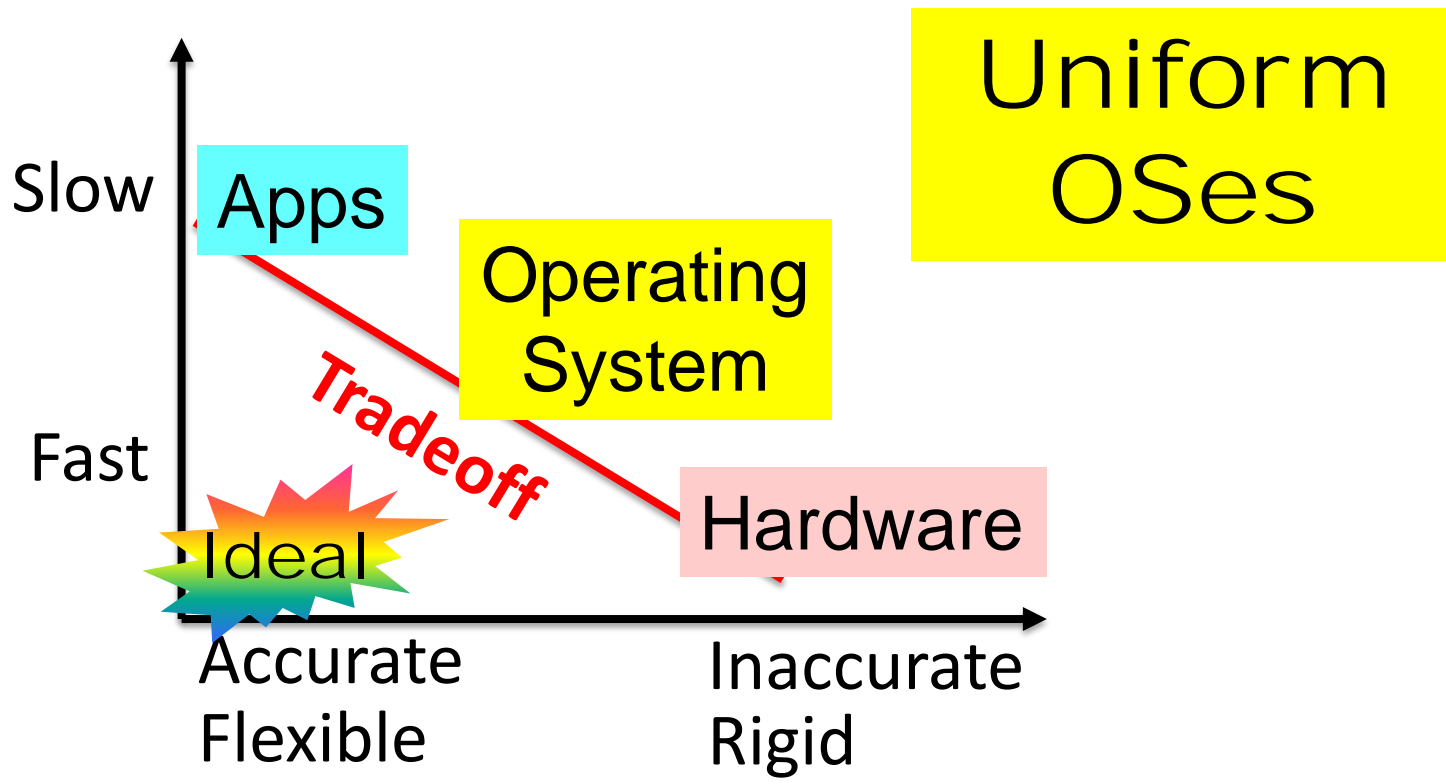 Uniform
OSes
Slow
Apps
Operating
System
Tradeoff
Fast
Hardware
Ideal
Accurate
Flexible
Inaccurate
Rigid